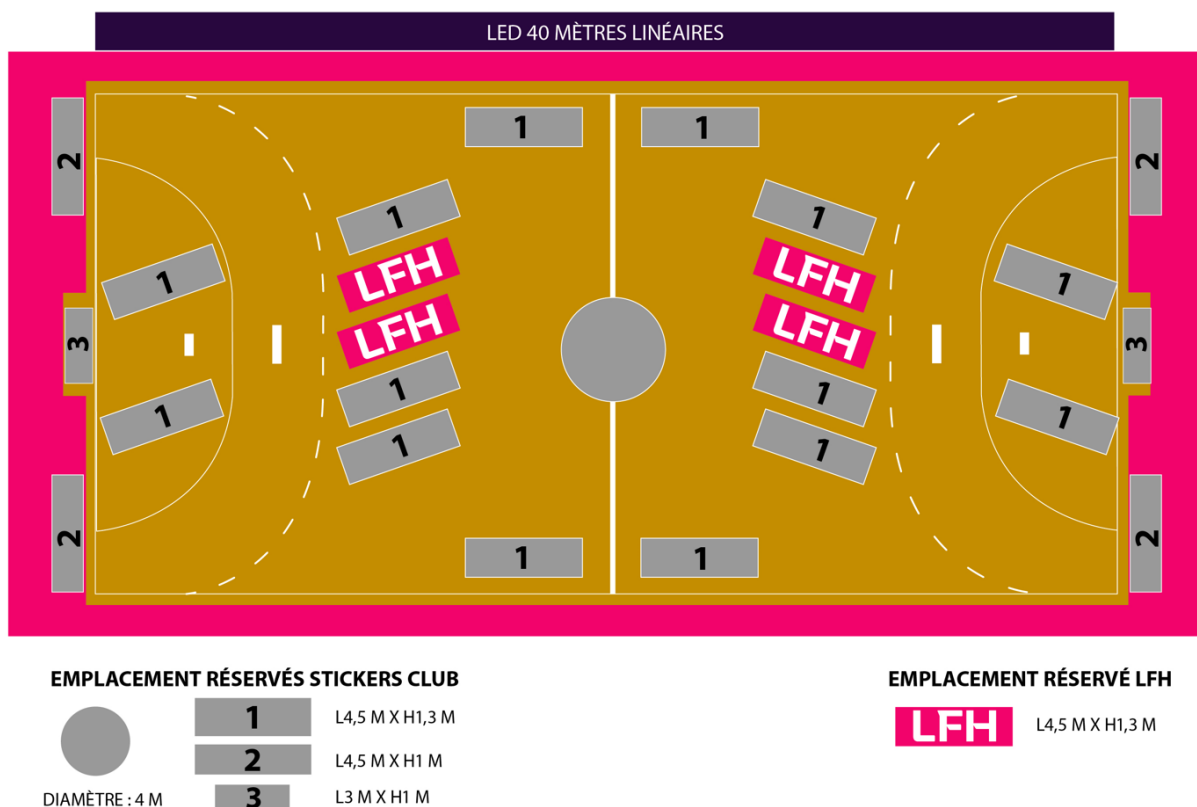 LED 40 MÈTRES LINÉAIRES
1 1
2 2
1 1
LFH LFH
1 1
3 LFH LFH 3
1 1
1 1
1 1
2 1 1 2
EMPLACEMENT RÉSERVÉS STICKERS CLUB
1 L4,5 M X H1,3 M
2 L4,5 M X H1 M
DIAMÈTRE : 4 M 3 L3 M X H1 M
EMPLACEMENT RÉSERVÉ LFH
LFH L4,5 M X H1,3 M